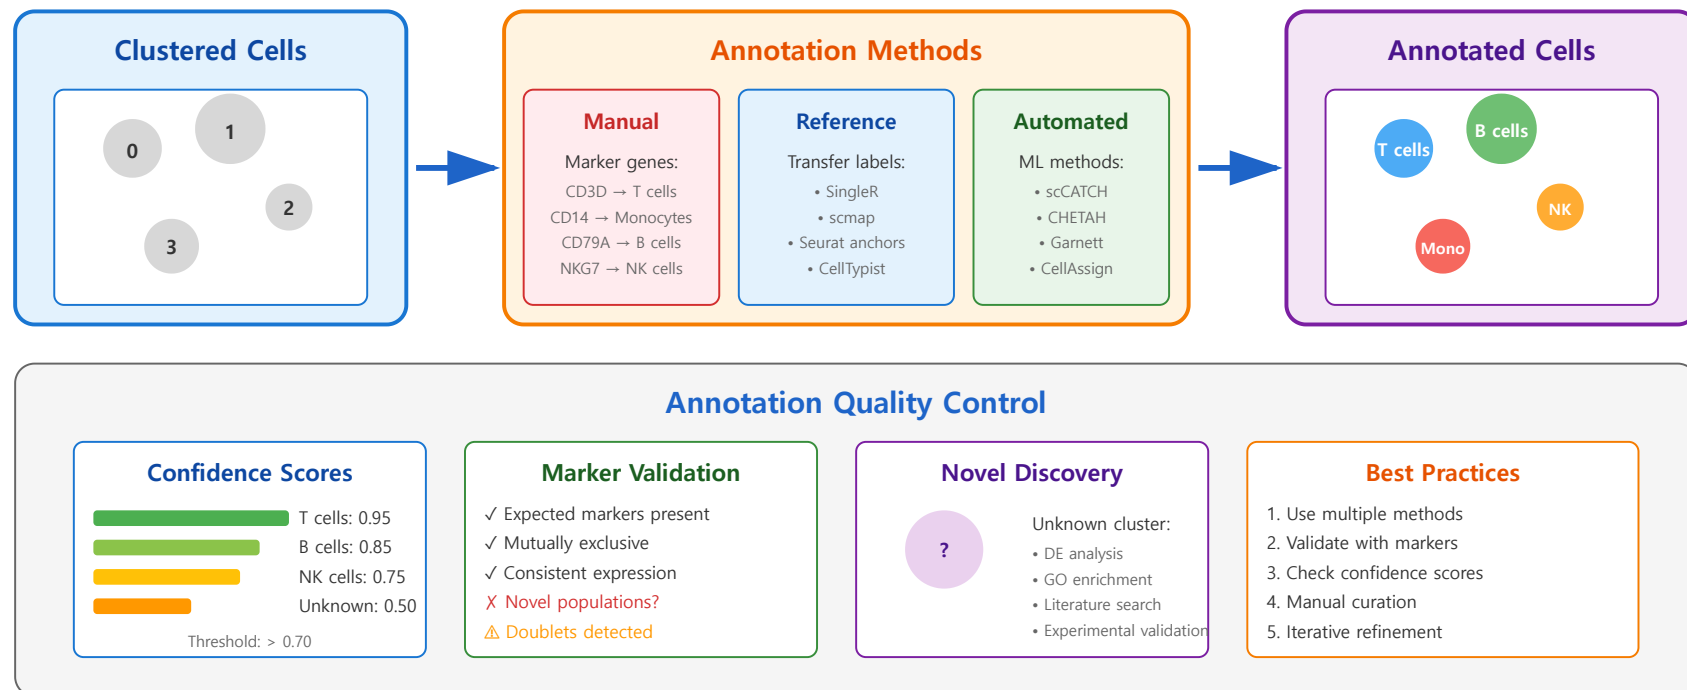 Clustered Cells
0
1
2
3
Annotation Methods
Manual
Marker genes:
CD3D → T cells
CD14 → Monocytes
CD79A → B cells
NKG7 → NK cells
Reference
Transfer labels:
• SingleR
• scmap
• Seurat anchors
• CellTypist
Automated
ML methods:
• scCATCH
• CHETAH
• Garnett
• CellAssign
Annotated Cells
T cells
B cells
NK
Mono
Annotation Quality Control
Confidence Scores
T cells: 0.95
B cells: 0.85
NK cells: 0.75
Unknown: 0.50
Threshold: > 0.70
Marker Validation
✓ Expected markers present
✓ Mutually exclusive
✓ Consistent expression
✗ Novel populations?
⚠ Doublets detected
Novel Discovery
?
Unknown cluster:
• DE analysis
• GO enrichment
• Literature search
• Experimental validation
Best Practices
1. Use multiple methods
2. Validate with markers
3. Check confidence scores
4. Manual curation
5. Iterative refinement